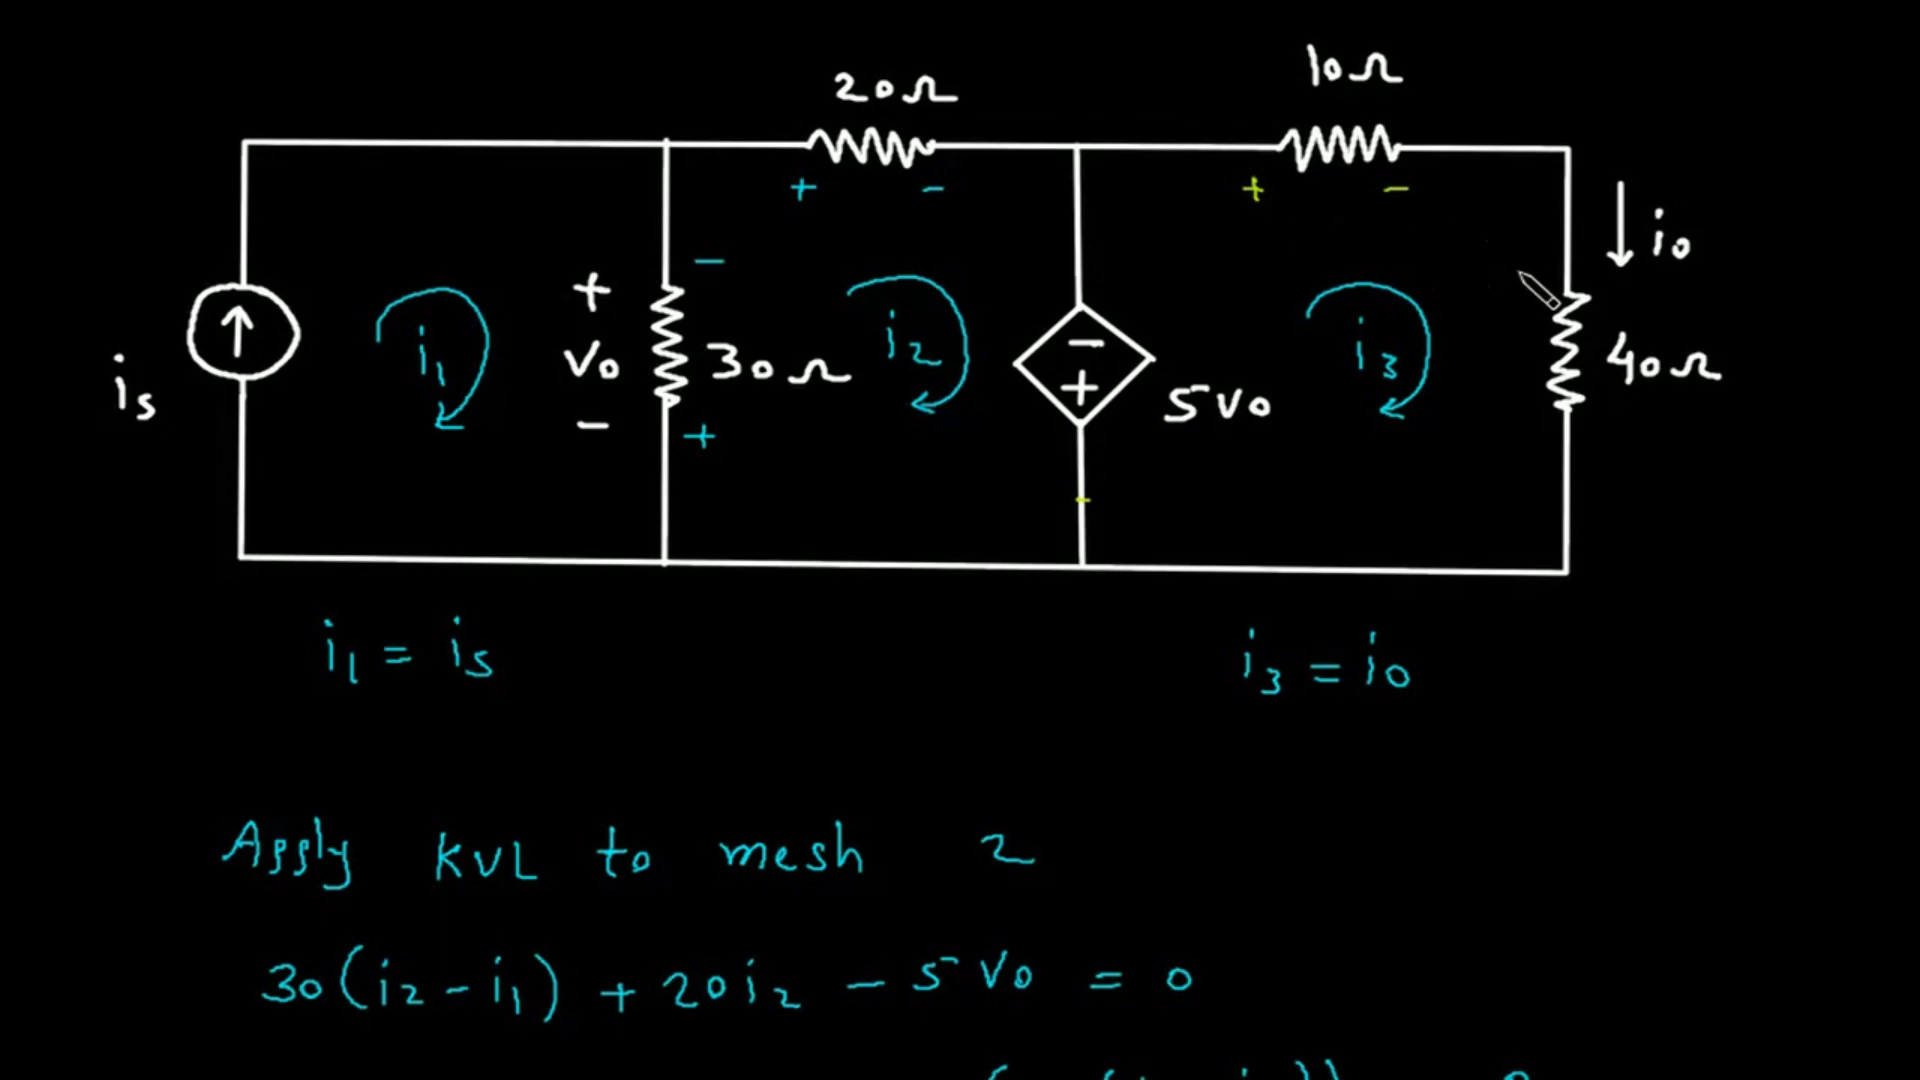 20Ω
10Ω
+ - + -
i0
-
+
V0
-
30Ω
+
i1
i2
-
+
5V0
i3
40Ω
is
i1 = is
i3 = i0
Apply KVL to mesh 2
30(i2 - i1) + 20i2 - 5V0 = 0